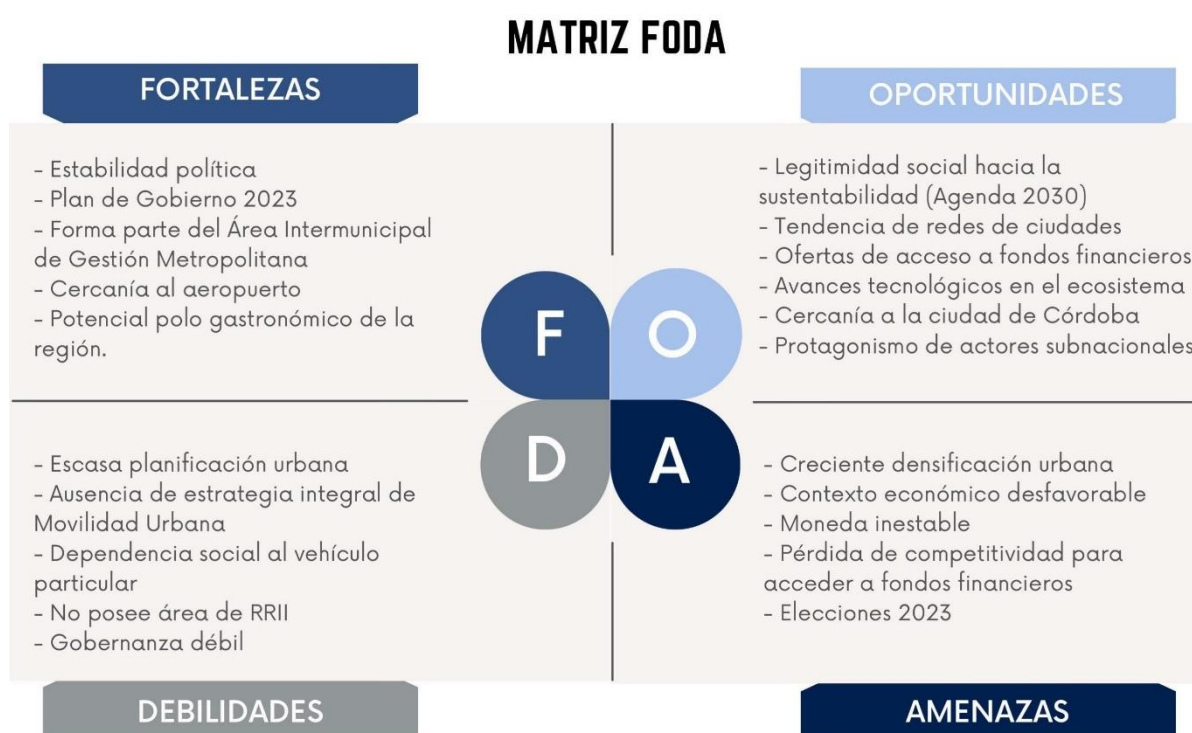 MATRIZ FODA
FORTALEZAS
- Estabilidad política
- Plan de Gobierno 2023
- Forma parte del Área Intermunicipal
de Gestión Metropolitana
- Cercanía al aeropuerto
- Potencial polo gastronómico de la
región.
OPORTUNIDADES
- Legitimidad social hacia la
sustentabilidad (Agenda 2030)
- Tendencia de redes de ciudades
- Ofertas de acceso a fondos financieros
- Avances tecnológicos en el ecosistema
- Cercanía a la ciudad de Córdoba
- Protagonismo de actores subnacionales
F
O
D
A
- Escasa planificación urbana
- Ausencia de estrategia integral de
Movilidad Urbana
- Dependencia social al vehículo
particular
- No posee área de RRII
- Gobernanza débil
DEBILIDADES
- Creciente densificación urbana
- Contexto económico desfavorable
- Moneda inestable
- Pérdida de competitividad para
acceder a fondos financieros
- Elecciones 2023
AMENAZAS